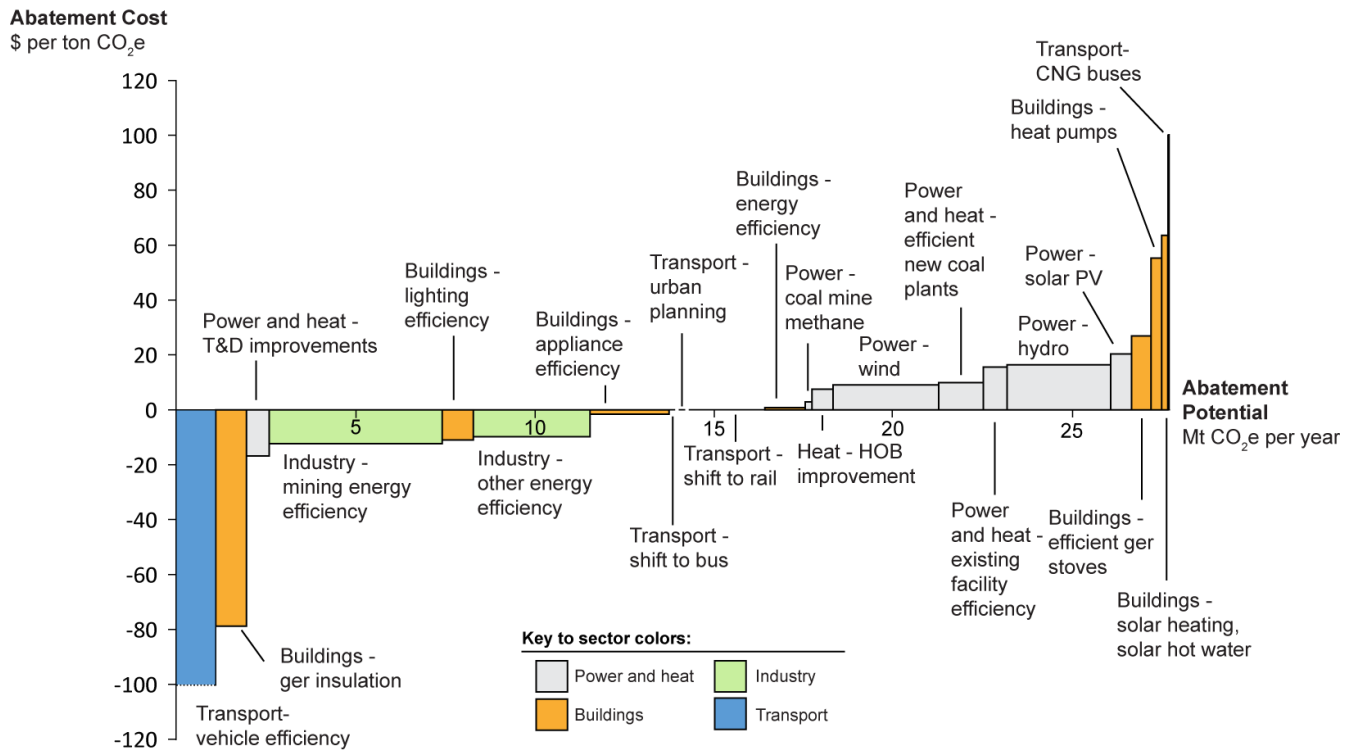 Abatement Cost
$ per ton CO₂e
120
100
80
60
40
20
0
-20
-40
-60
-80
-100
-120
5
10
15
20
25
Transport-
CNG buses
Buildings -
heat pumps
Buildings -
energy
efficiency
Power
and heat -
efficient
new coal
plants
Power -
solar PV
Transport -
urban
planning
Power -
coal mine
methane
Buildings -
lighting
efficiency
Buildings -
appliance
efficiency
Power and heat -
T&D improvements
Power -
wind
Power -
hydro
Abatement
Potential
Mt CO₂e per year
Industry -
mining energy
efficiency
Industry -
other energy
efficiency
Transport -
shift to rail
Heat - HOB
improvement
Transport -
shift to bus
Power
and heat -
existing
facility
efficiency
Buildings -
efficient ger
stoves
Buildings -
solar heating,
solar hot water
Buildings -
ger insulation
Transport-
vehicle efficiency
Key to sector colors:
Power and heat
Industry
Buildings
Transport